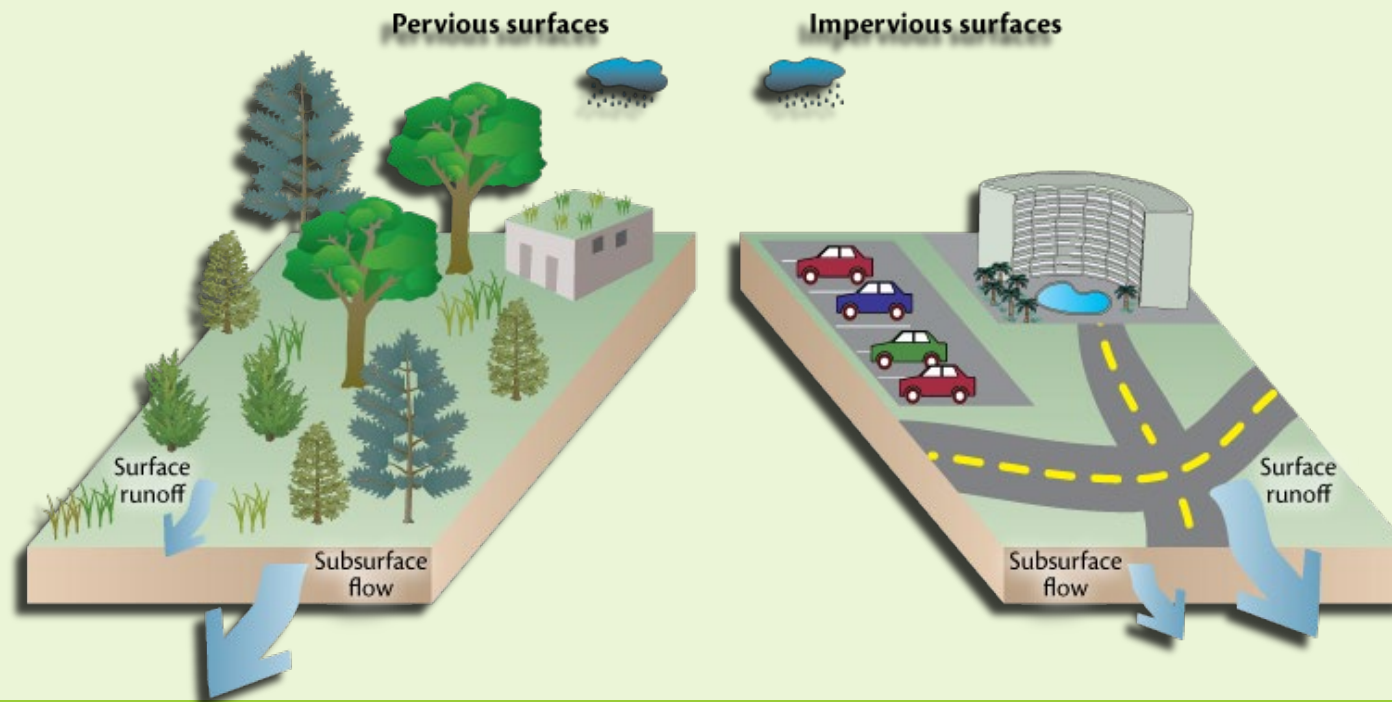 Pervious surfaces
Impervious surfaces
Surface
runoff
Subsurface
flow
Surface
runoff
Subsurface
flow